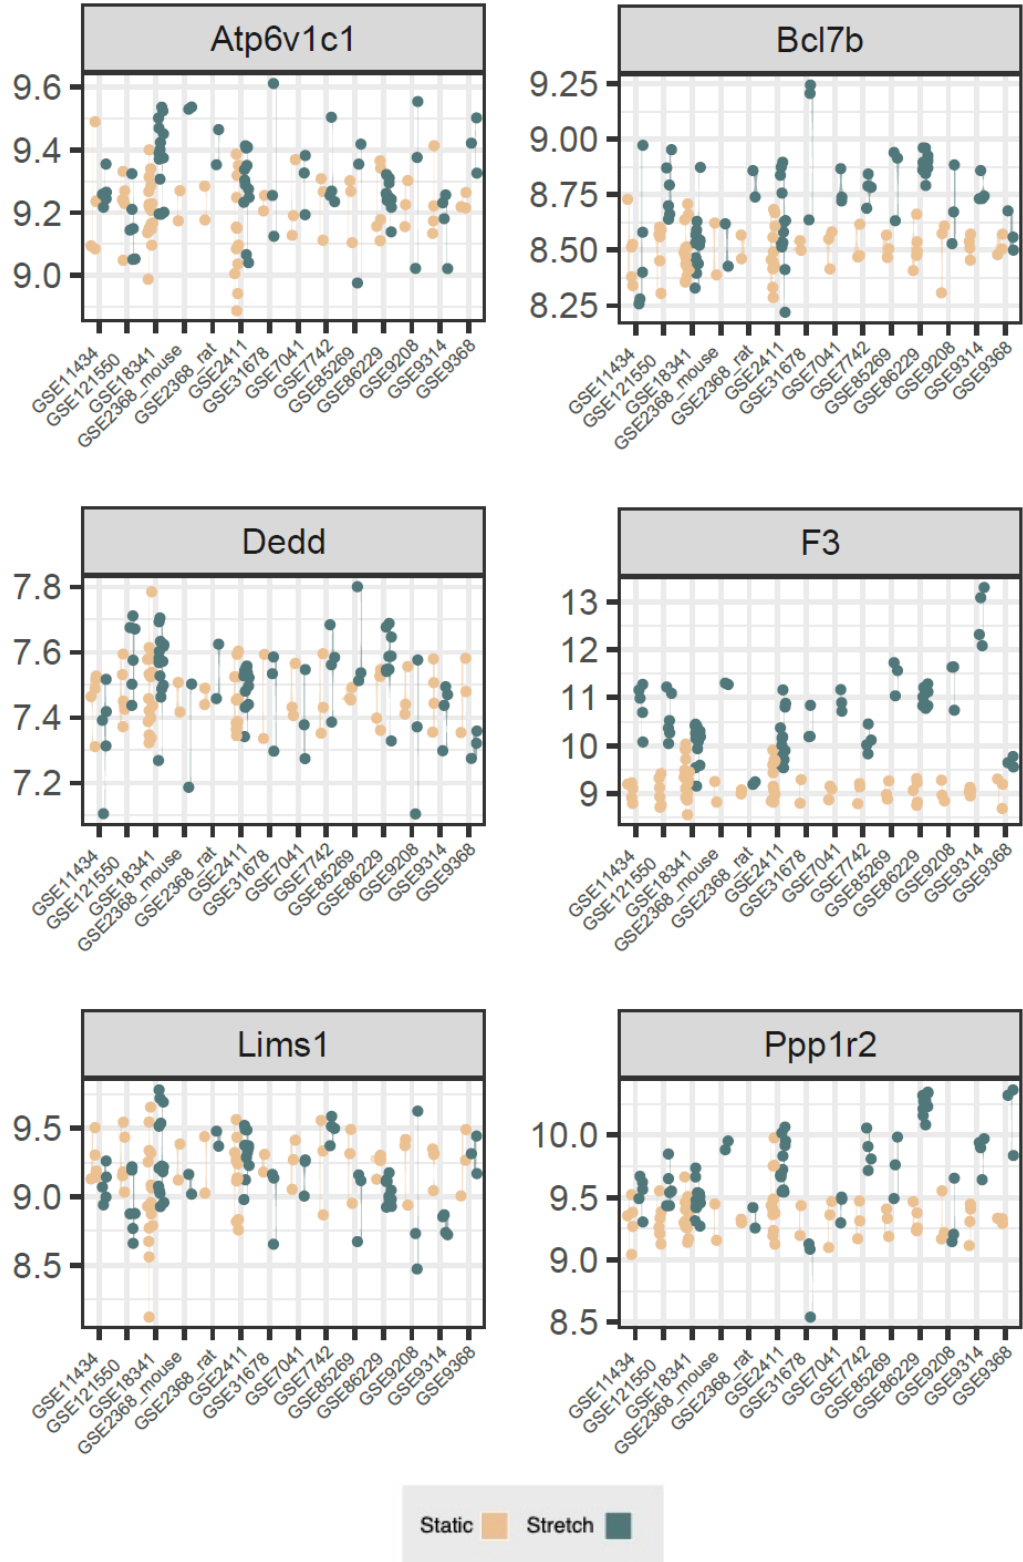 Atp6v1c1
9.6
9.4
9.2
9.0
GSE11434
GSE121550
GSE18341
GSE2368_mouse
GSE2368_rat
GSE2411
GSE31678
GSE7041
GSE7742
GSE85269
GSE86229
GSE9208
GSE9314
GSE9368
Bcl7b
9.25
9.00
8.75
8.50
8.25
GSE11434
GSE121550
GSE18341
GSE2368_mouse
GSE2368_rat
GSE2411
GSE31678
GSE7041
GSE7742
GSE85269
GSE86229
GSE9208
GSE9314
GSE9368
Dedd
7.8
7.6
7.4
7.2
GSE11434
GSE121550
GSE18341
GSE2368_mouse
GSE2368_rat
GSE2411
GSE31678
GSE7041
GSE7742
GSE85269
GSE86229
GSE9208
GSE9314
GSE9368
F3
13
12
11
10
9
GSE11434
GSE121550
GSE18341
GSE2368_mouse
GSE2368_rat
GSE2411
GSE31678
GSE7041
GSE7742
GSE85269
GSE86229
GSE9208
GSE9314
GSE9368
Lims1
9.5
9.0
8.5
GSE11434
GSE121550
GSE18341
GSE2368_mouse
GSE2368_rat
GSE2411
GSE31678
GSE7041
GSE7742
GSE85269
GSE86229
GSE9208
GSE9314
GSE9368
Ppp1r2
10.0
9.5
9.0
8.5
GSE11434
GSE121550
GSE18341
GSE2368_mouse
GSE2368_rat
GSE2411
GSE31678
GSE7041
GSE7742
GSE85269
GSE86229
GSE9208
GSE9314
GSE9368
Static Stretch